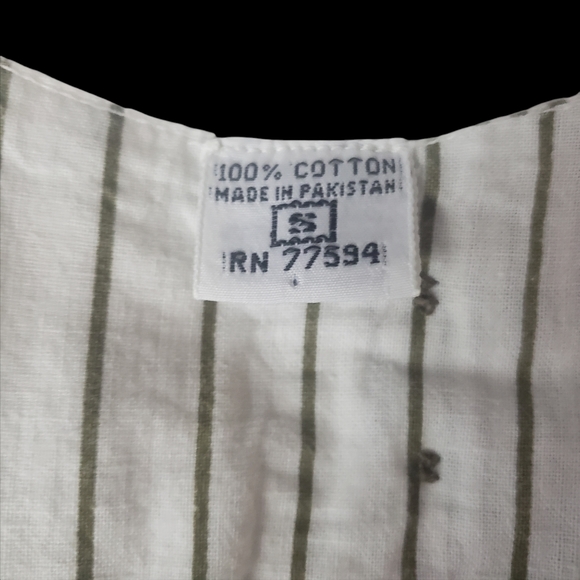 100% COTTON
MADE IN PAKISTAN
S
RN 77594